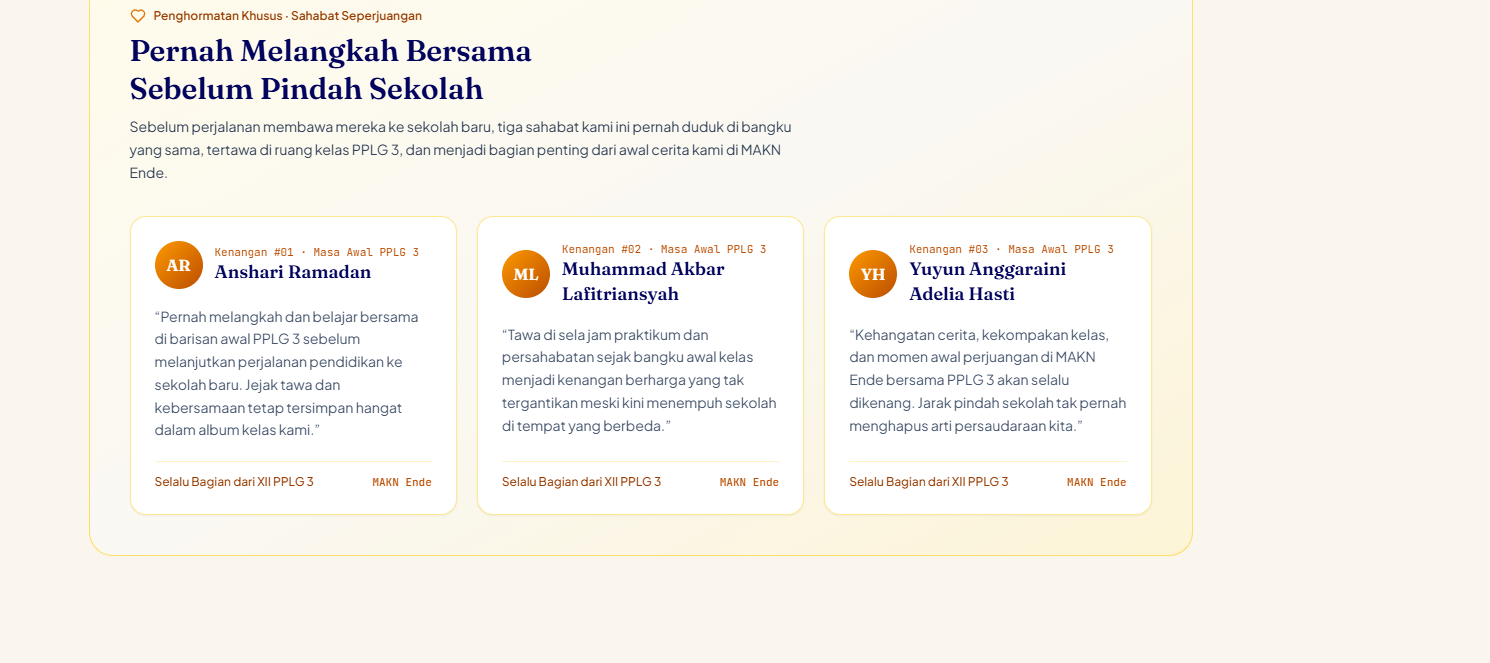 Penghormatan Khusus · Sahabat Seperjuangan
Pernah Melangkah Bersama
Sebelum Pindah Sekolah
Sebelum perjalanan membawa mereka ke sekolah baru, tiga sahabat kami ini pernah duduk di bangku
yang sama, tertawa di ruang kelas PPLG 3, dan menjadi bagian penting dari awal cerita kami di MAKN
Ende.
AR
Kenangan #01 · Masa Awal PPLG 3
Anshari Ramadan
“Pernah melangkah dan belajar bersama
di barisan awal PPLG 3 sebelum
melanjutkan perjalanan pendidikan ke
sekolah baru. Jejak tawa dan
kebersamaan tetap tersimpan hangat
dalam album kelas kami.”
Selalu Bagian dari XII PPLG 3
MAKN Ende
ML
Kenangan #02 · Masa Awal PPLG 3
Muhammad Akbar
Lafitriansyah
“Tawa di sela jam praktikum dan
persahabatan sejak bangku awal kelas
menjadi kenangan berharga yang tak
tergantikan meski kini menempuh sekolah
di tempat yang berbeda.”
Selalu Bagian dari XII PPLG 3
MAKN Ende
YH
Kenangan #03 · Masa Awal PPLG 3
Yuyun Anggaraini
Adelia Hasti
“Kehangatan cerita, kekompakan kelas,
dan momen awal perjuangan di MAKN
Ende bersama PPLG 3 akan selalu
dikenang. Jarak pindah sekolah tak pernah
menghapus arti persaudaraan kita.”
Selalu Bagian dari XII PPLG 3
MAKN Ende